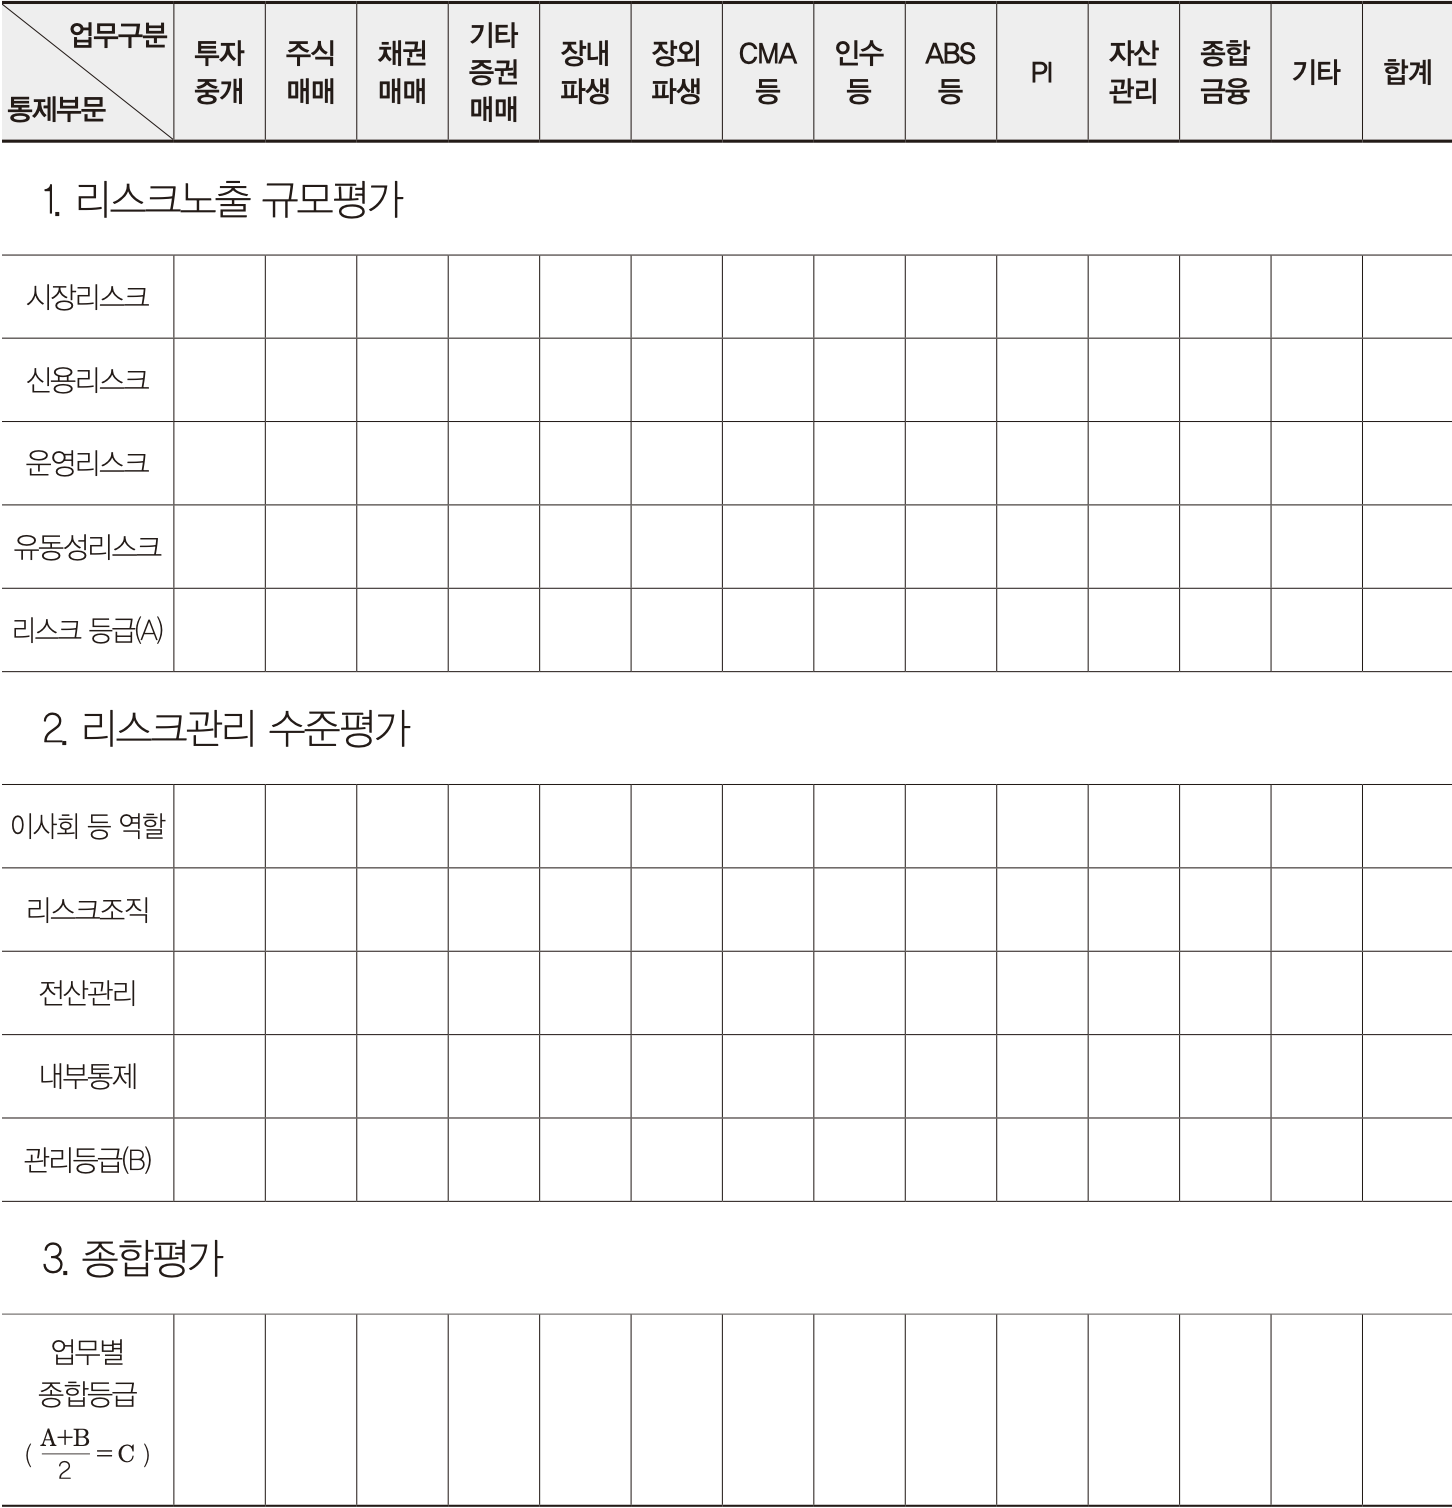 업무구분
통제부문
투자
중개
주식
매매
채권
매매
기타
증권
매매
장내
파생
장외
파생
CMA
등
인수
등
ABS
등
PI
자산
관리
종합
금융
기타
합계
1. 리스크노출 규모평가
시장리스크
신용리스크
운영리스크
유동성리스크
리스크 등급(A)
2. 리스크관리 수준평가
이사회 등 역할
리스크조직
전산관리
내부통제
관리등급(B)
3. 종합평가
업무별
종합등급
( A+B/2 = C )